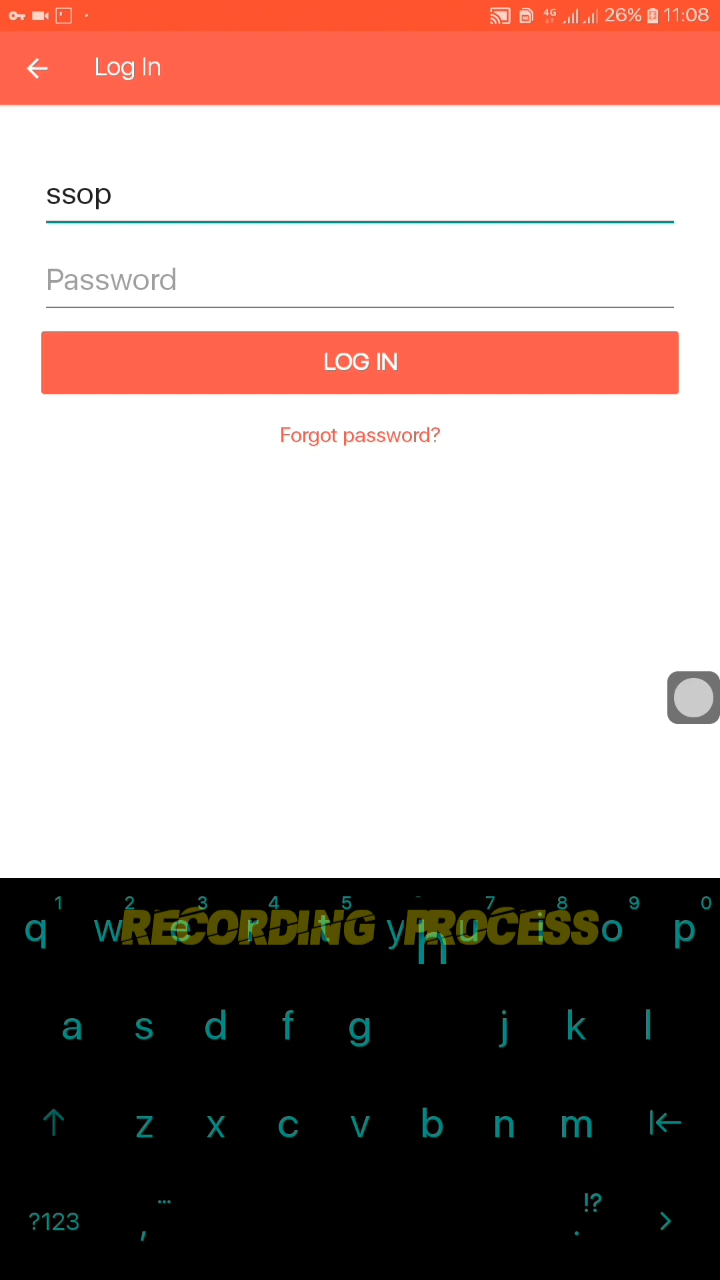 4G 26% 11:08
Log In
ssop
Password
LOG IN
Forgot password?
1 2 3 4 5 7 8 9 0
q w e r t y u i o p
RECORDING PROCESS
h
a s d f g j k l
z x c v b n m
... !?
?123 , .